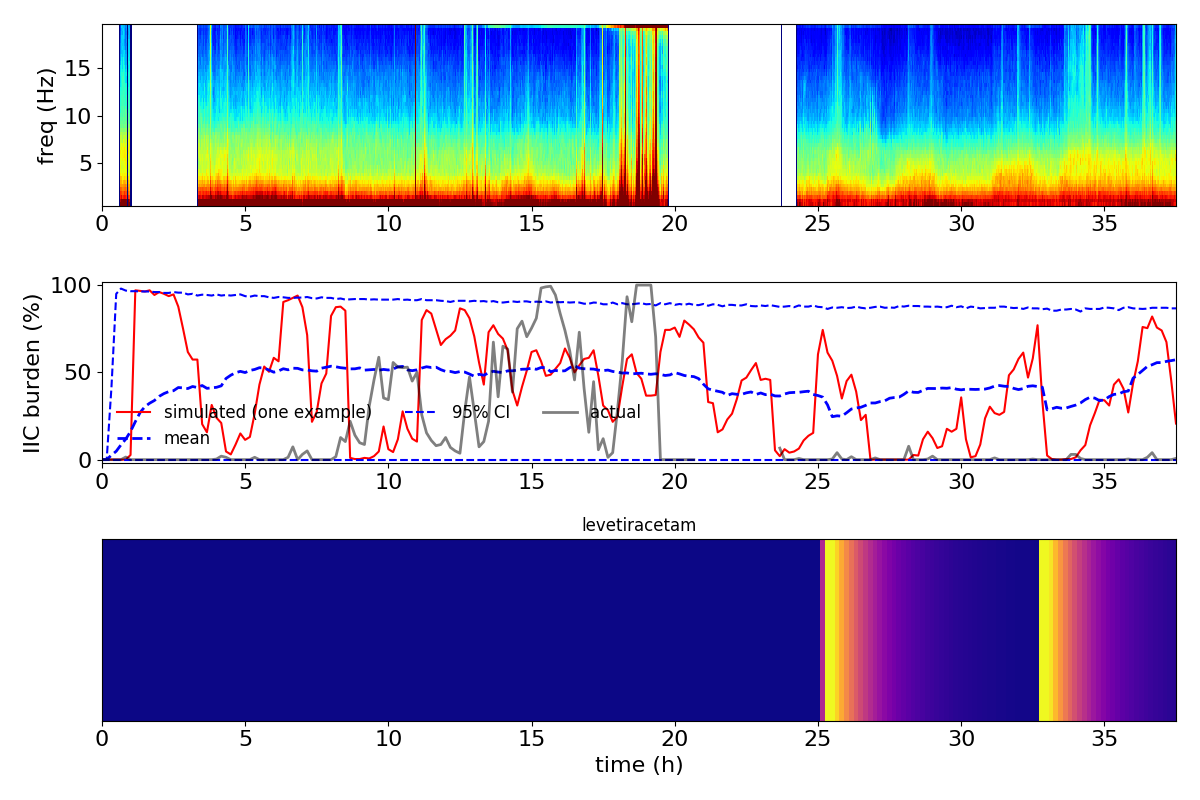 freq (Hz)
15
10
5
0 5 10 15 20 25 30 35
IIC burden (%)
100
50
0
simulated (one example) 95% CI actual
mean
0 5 10 15 20 25 30 35
levetiracetam
0 5 10 15 20 25 30 35
time (h)